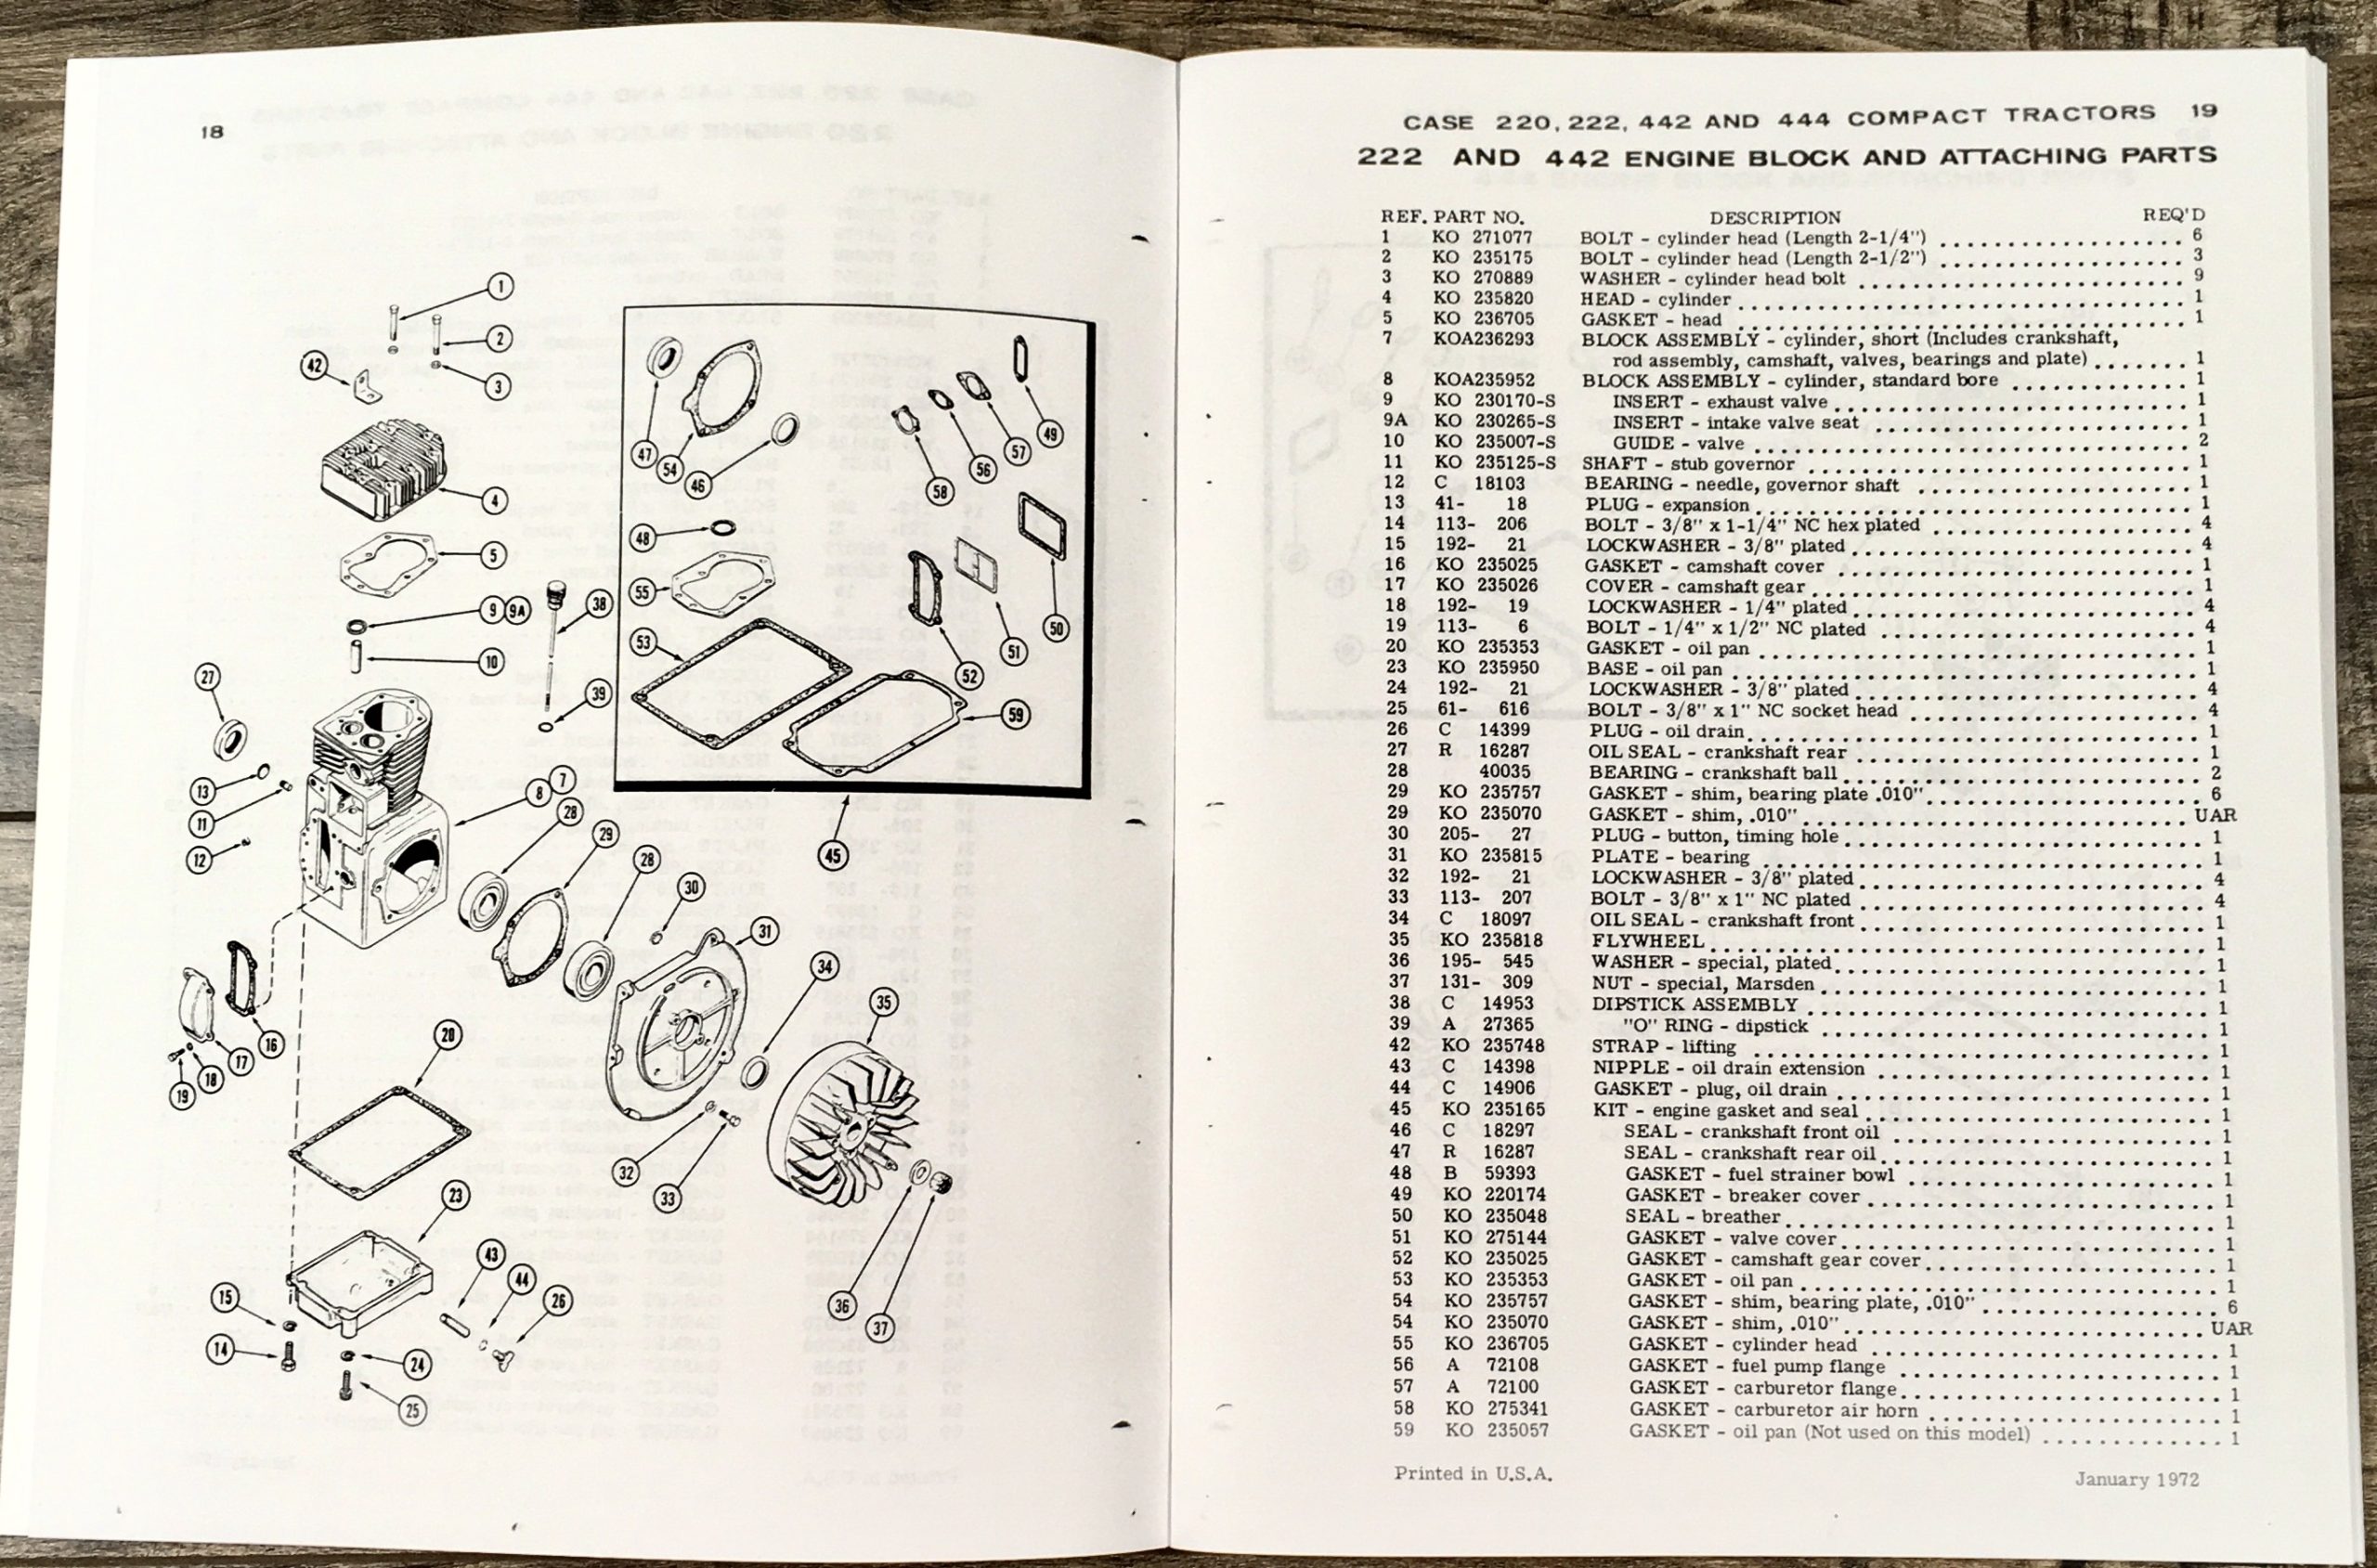 18
1
2
42
3
4
5
9 9A
10
38
39
27
13
11
12
8 7
28
29
28
30
31
34
35
16
17
18
19
20
32
33
23
43
44
26
15
14
24
25
36
37
47
54
46
48
55
53
58
56
57
49
50
51
52
59
45
CASE 220, 222, 442 AND 444 COMPACT TRACTORS 19
222 AND 442 ENGINE BLOCK AND ATTACHING PARTS
REF. PART NO. DESCRIPTION REQ'D
1 KO 271077 BOLT - cylinder head (Length 2-1/4") 6
2 KO 235175 BOLT - cylinder head (Length 2-1/2") 3
3 KO 270889 WASHER - cylinder head bolt 9
4 KO 235820 HEAD - cylinder 1
5 KO 236705 GASKET - head 1
7 KOA236293 BLOCK ASSEMBLY - cylinder, short (Includes crankshaft,
rod assembly, camshaft, valves, bearings and plate) 1
8 KOA235952 BLOCK ASSEMBLY - cylinder, standard bore 1
9 KO 230170-S INSERT - exhaust valve 1
9A KO 230265-S INSERT - intake valve seat 1
10 KO 235007-S GUIDE - valve 2
11 KO 235125-S SHAFT - stub governor 1
12 C 18103 BEARING - needle, governor shaft 1
13 41- 18 PLUG - expansion 1
14 113- 206 BOLT - 3/8" x 1-1/4" NC hex plated 4
15 192- 21 LOCKWASHER - 3/8" plated 4
16 KO 235025 GASKET - camshaft cover 1
17 KO 235026 COVER - camshaft gear 1
18 192- 19 LOCKWASHER - 1/4" plated 4
19 113- 6 BOLT - 1/4" x 1/2" NC plated 4
20 KO 235353 GASKET - oil pan 1
23 KO 235950 BASE - oil pan 1
24 192- 21 LOCKWASHER - 3/8" plated 4
25 61- 616 BOLT - 3/8" x 1" NC socket head 4
26 C 14399 PLUG - oil drain 1
27 R 16287 OIL SEAL - crankshaft rear 1
28 40035 BEARING - crankshaft ball 2
29 KO 235757 GASKET - shim, bearing plate .010" 6
29 KO 235070 GASKET - shim, .010" UAR
30 205- 27 PLUG - button, timing hole 1
31 KO 235815 PLATE - bearing 1
32 192- 21 LOCKWASHER - 3/8" plated 4
33 113- 207 BOLT - 3/8" x 1" NC plated 4
34 C 18097 OIL SEAL - crankshaft front 1
35 KO 235818 FLYWHEEL 1
36 195- 545 WASHER - special, plated 1
37 131- 309 NUT - special, Marsden 1
38 C 14953 DIPSTICK ASSEMBLY 1
39 A 27365 "O" RING - dipstick 1
42 KO 235748 STRAP - lifting 1
43 C 14398 NIPPLE - oil drain extension 1
44 C 14906 GASKET - plug, oil drain 1
45 KO 235165 KIT - engine gasket and seal 1
46 C 18297 SEAL - crankshaft front oil 1
47 R 16287 SEAL - crankshaft rear oil 1
48 B 59393 GASKET - fuel strainer bowl 1
49 KO 220174 GASKET - breaker cover 1
50 KO 235048 SEAL - breather 1
51 KO 275144 GASKET - valve cover 1
52 KO 235025 GASKET - camshaft gear cover 1
53 KO 235353 GASKET - oil pan 1
54 KO 235757 GASKET - shim, bearing plate, .010" 6
54 KO 235070 GASKET - shim, .010" UAR
55 KO 236705 GASKET - cylinder head 1
56 A 72108 GASKET - fuel pump flange 1
57 A 72100 GASKET - carburetor flange 1
58 KO 275341 GASKET - carburetor air horn 1
59 KO 235057 GASKET - oil pan (Not used on this model) 1
Printed in U.S.A. January 1972